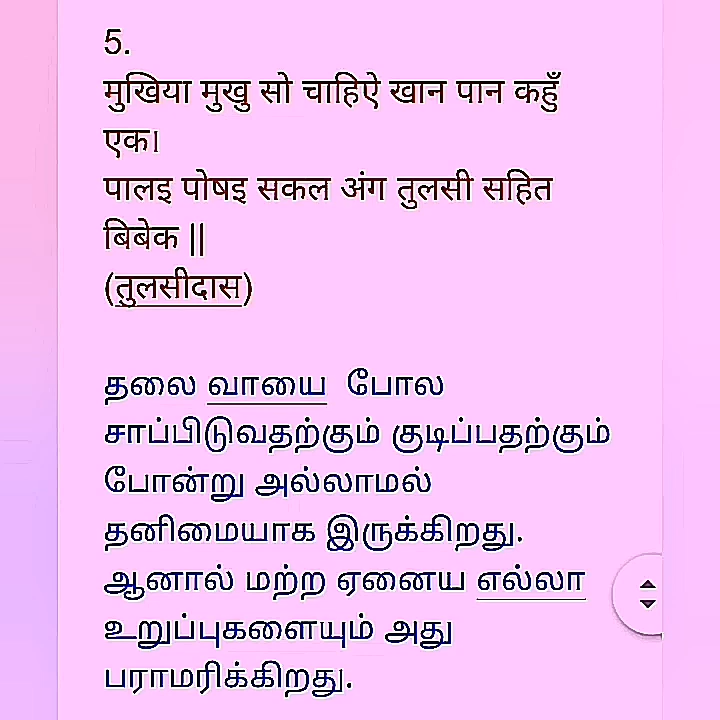 5.
मुखिया मुखु सो चाहिऐ खान पान कहुँ
एक।
पालइ पोषइ सकल अंग तुलसी सहित
बिबेक ||
(तुलसीदास)
தலை வாயை போல
சாப்பிடுவதற்கும் குடிப்பதற்கும்
போன்று அல்லாமல்
தனிமையாக இருக்கிறது.
ஆனால் மற்ற ஏனைய எல்லா
உறுப்புகளையும் அது
பராமரிக்கிறது.